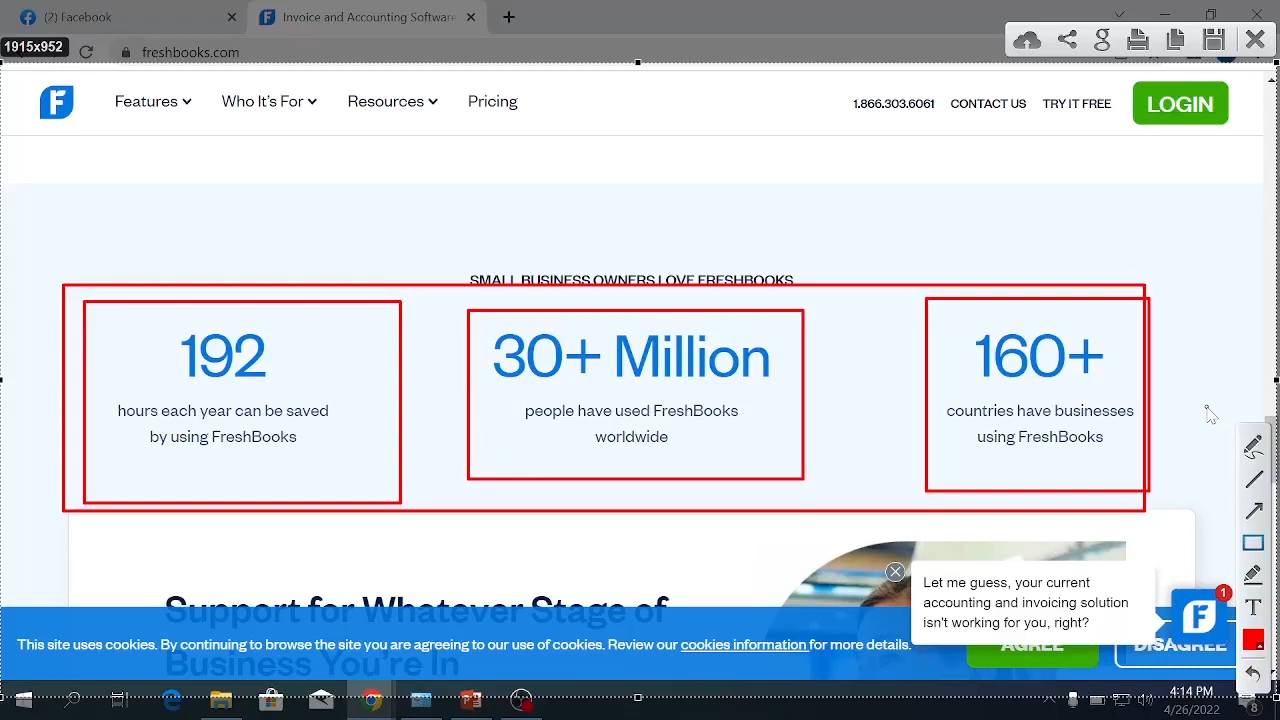 (2) Facebook
Invoice and Accounting Software
1915x952
freshbooks.com
Features
Who It's For
Resources
Pricing
1.866.303.6061
CONTACT US
TRY IT FREE
LOGIN
SMALL BUSINESS OWNERS LOVE FRESHBOOKS
192
hours each year can be saved
by using FreshBooks
30+ Million
people have used FreshBooks
worldwide
160+
countries have businesses
using FreshBooks
Support for Whatever Stage of
Business You're In
Let me guess, your current
accounting and invoicing solution
isn't working for you, right?
1
This site uses cookies. By continuing to browse the site you are agreeing to our use of cookies. Review our cookies information for more details.
AGREE
DISAGREE
T
4:14 PM
4/26/2022
8